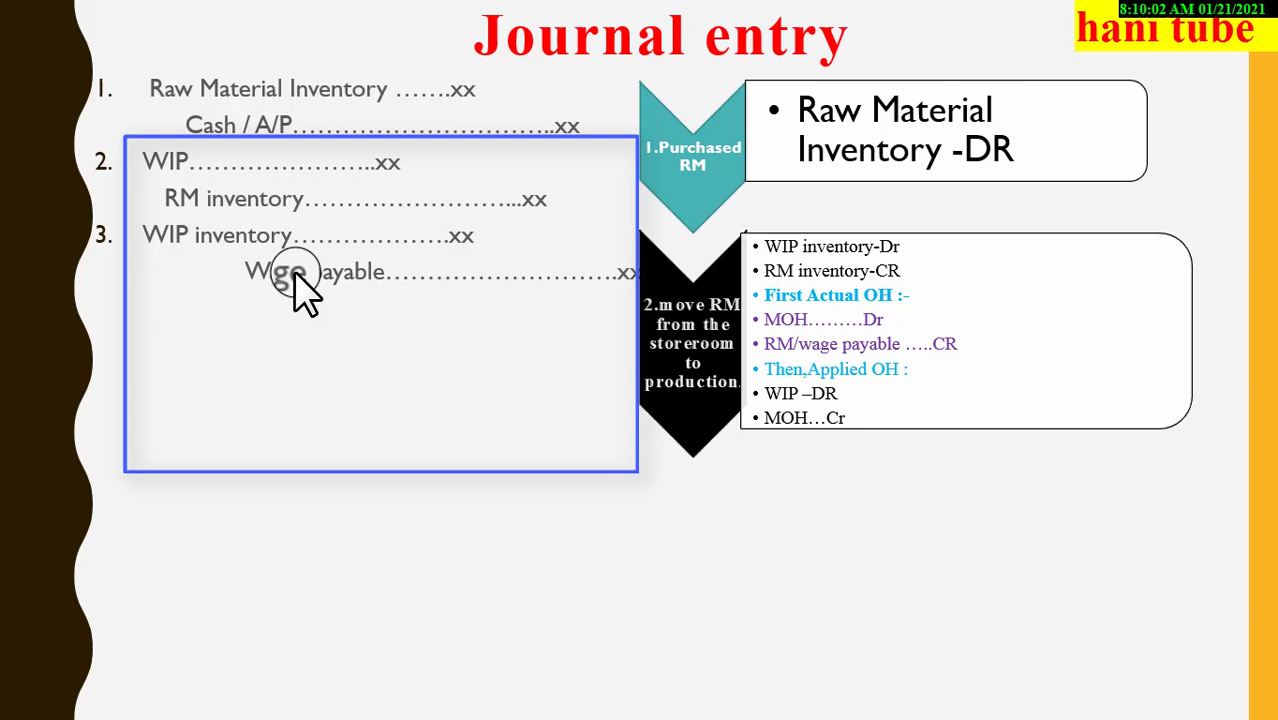 8:10:02 AM 01/21/2021
hani tube
Journal entry
1. Raw Material Inventory …….xx
Cash / A/P…………………………..xx
2. WIP…………………..xx
RM inventory……………………...xx
3. WIP inventory……………….xx
Wage payable……………………….xx
1.Purchased
RM
• Raw Material
Inventory -DR
2.move RM
from the
storeroom
to
production.
• WIP inventory-Dr
• RM inventory-CR
• First Actual OH :-
• MOH………Dr
• RM/wage payable …..CR
• Then,Applied OH :
• WIP –DR
• MOH…Cr